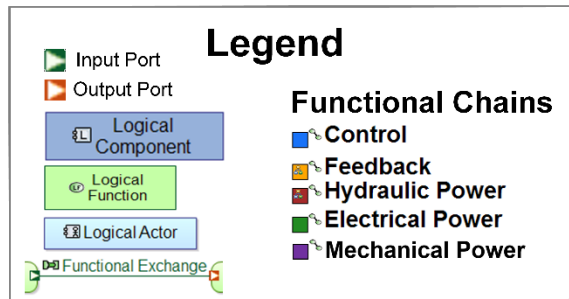 Legend
Input Port
Output Port
Logical
Component
Logical
Function
Logical Actor
Functional Exchange
Functional Chains
Control
Feedback
Hydraulic Power
Electrical Power
Mechanical Power